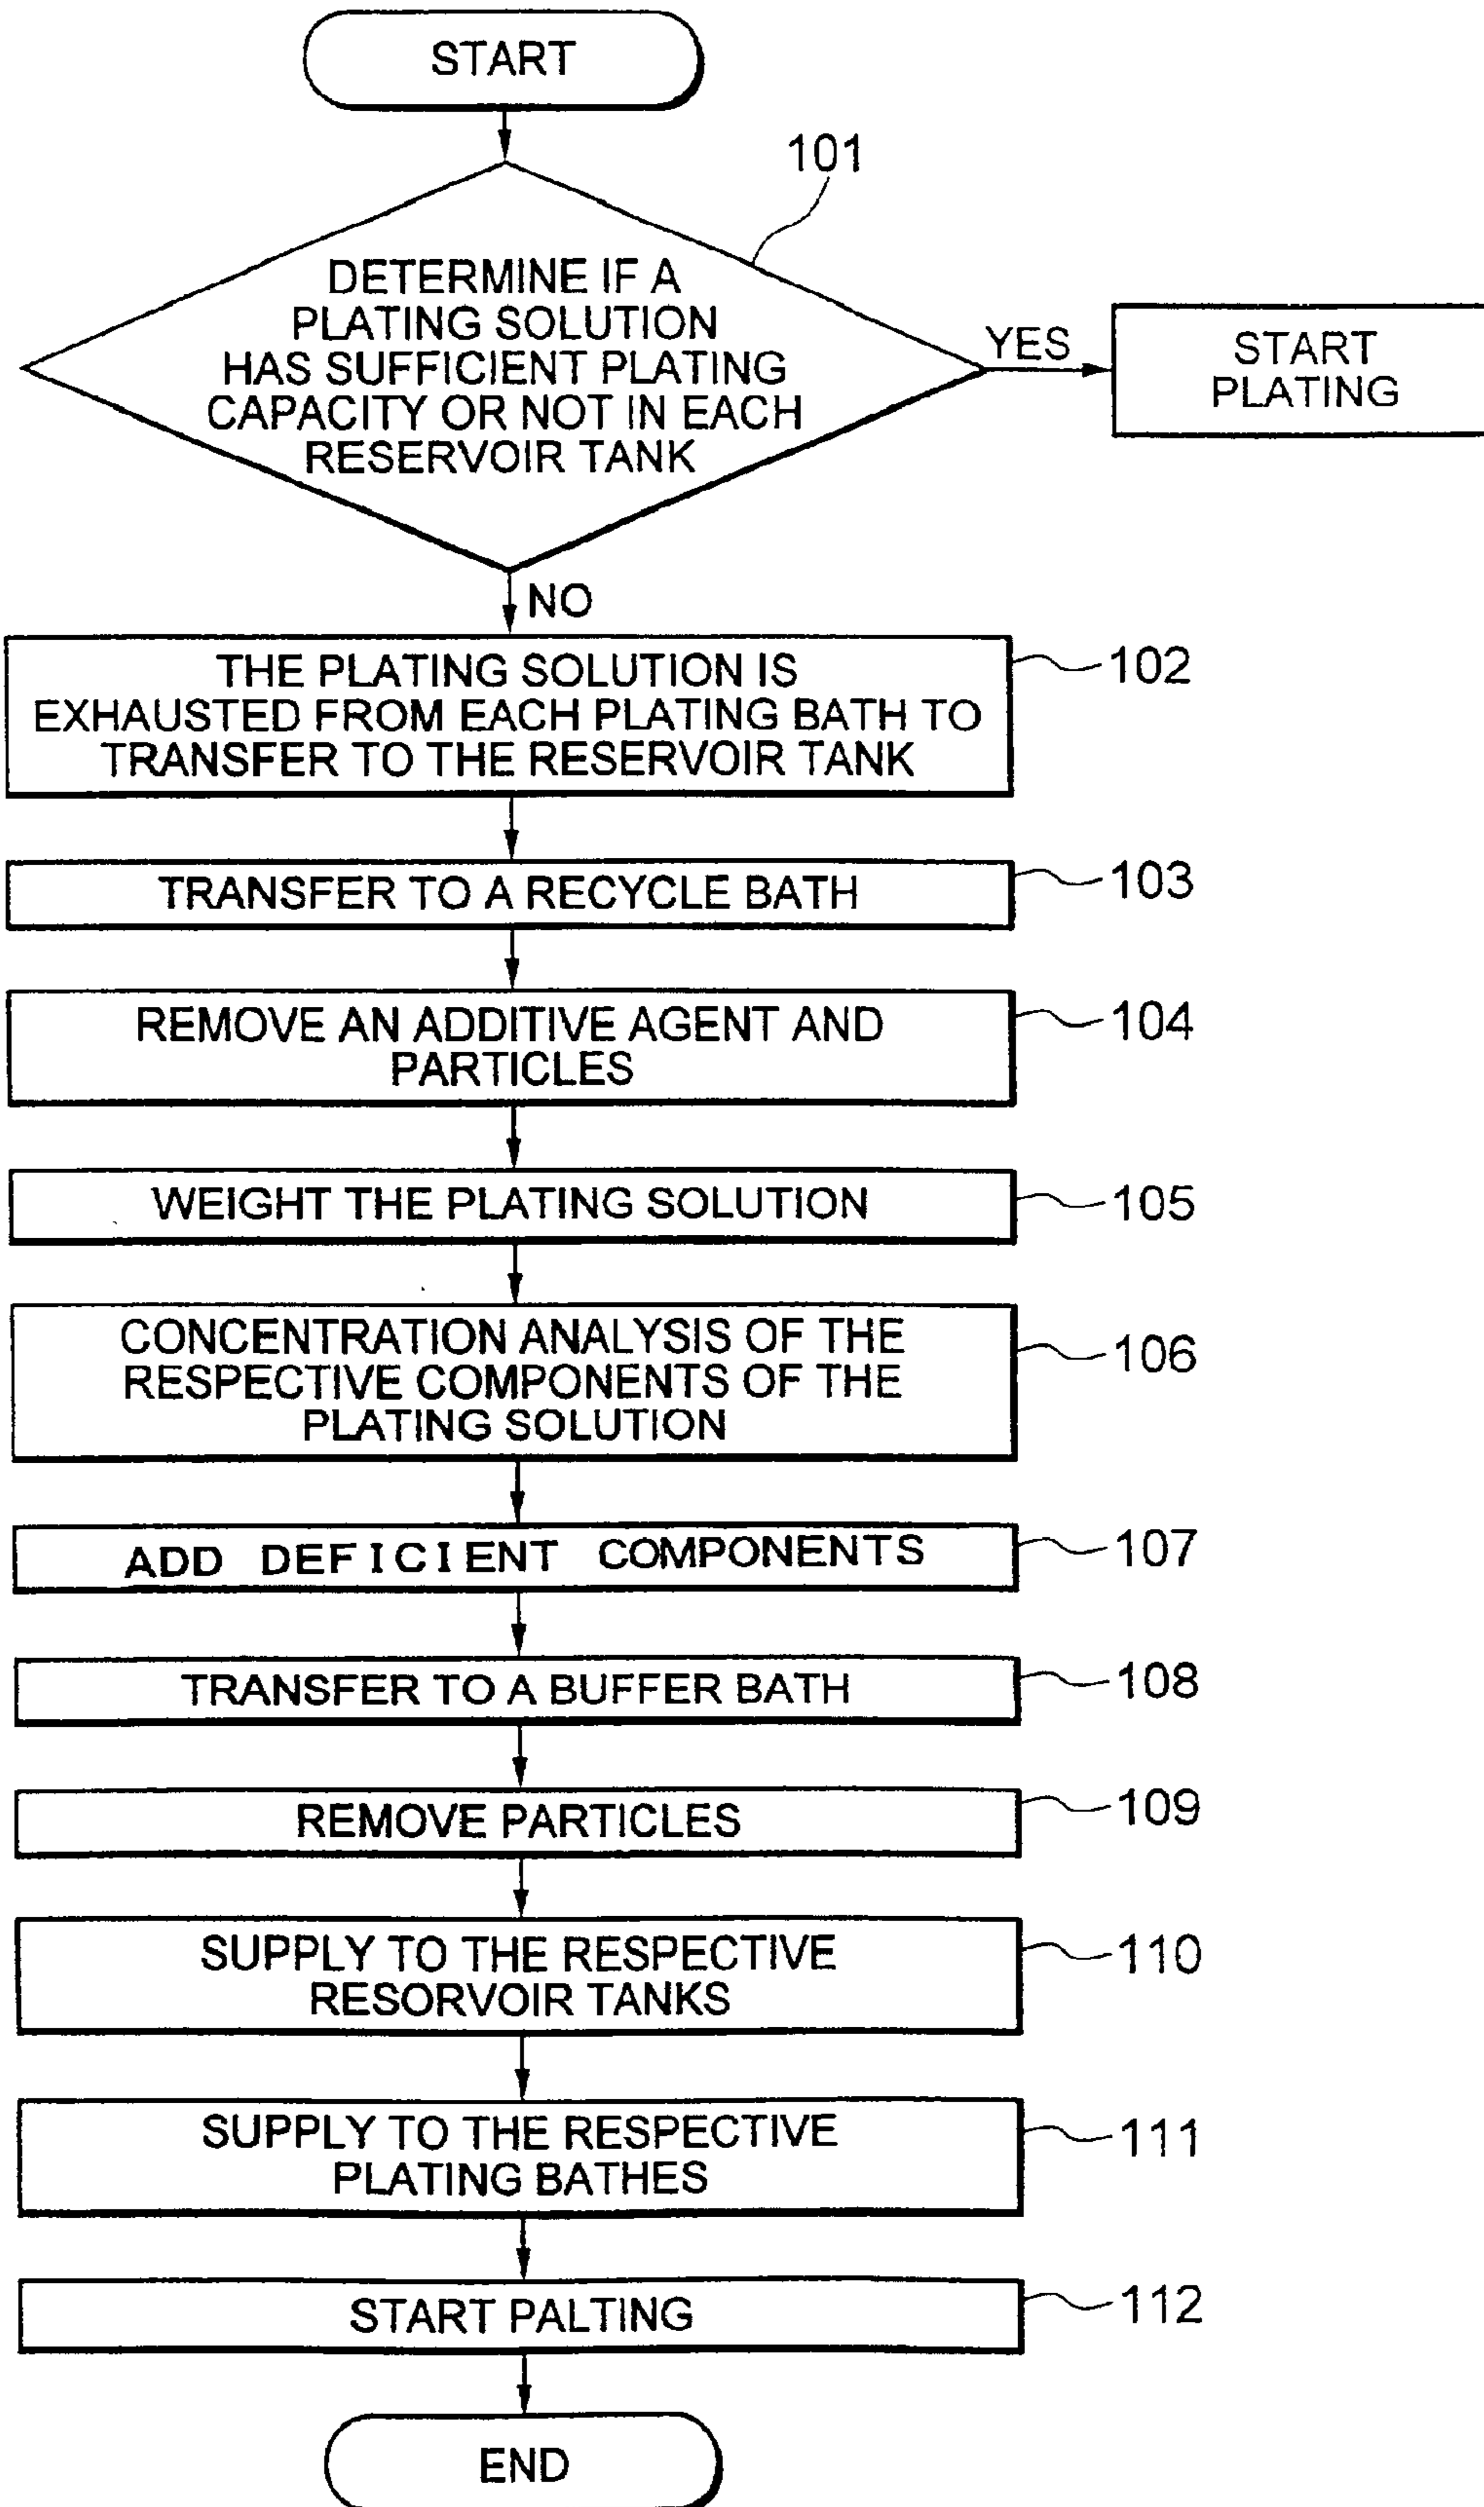 START
101
DETERMINE IF A
PLATING SOLUTION
HAS SUFFICIENT PLATING
CAPACITY OR NOT IN EACH
RESERVOIR TANK
YES
START
PLATING
NO
THE PLATING SOLUTION IS
EXHAUSTED FROM EACH PLATING BATH TO
TRANSFER TO THE RESERVOIR TANK
102
TRANSFER TO A RECYCLE BATH
103
REMOVE AN ADDITIVE AGENT AND
PARTICLES
104
WEIGHT THE PLATING SOLUTION
105
CONCENTRATION ANALYSIS OF THE
RESPECTIVE COMPONENTS OF THE
PLATING SOLUTION
106
ADD DEFICIENT COMPONENTS
107
TRANSFER TO A BUFFER BATH
108
REMOVE PARTICLES
109
SUPPLY TO THE RESPECTIVE
RESORVOIR TANKS
110
SUPPLY TO THE RESPECTIVE
PLATING BATHES
111
START PALTING
112
END